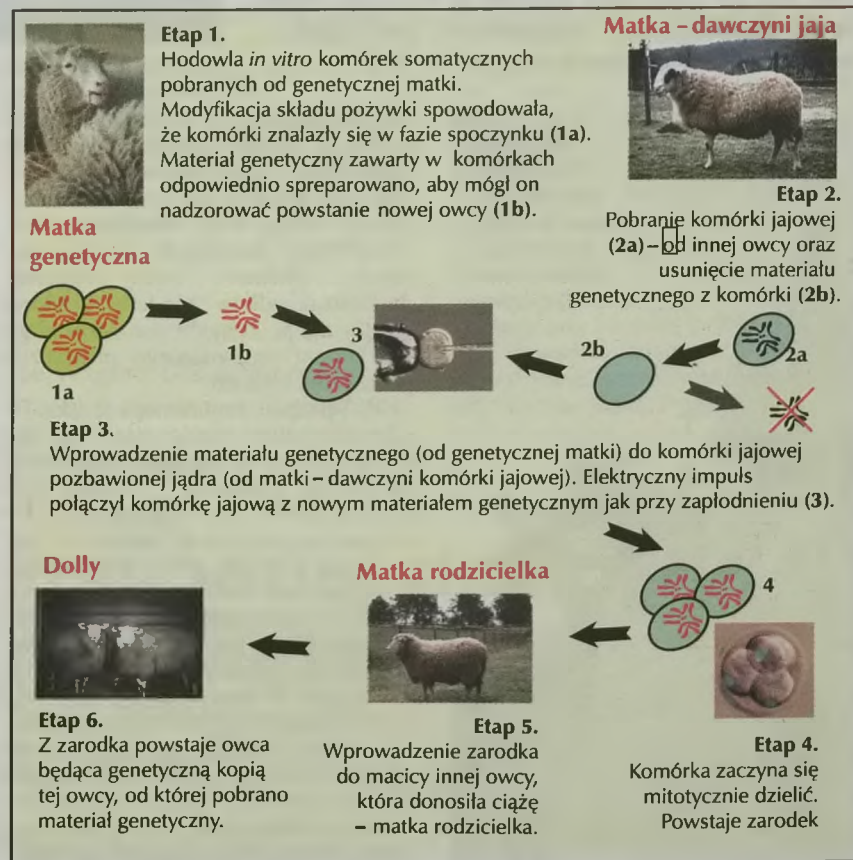 Etap 1.
Hodowla in vitro komórek somatycznych
pobranych od genetycznej matki.
Modyfikacja składu pożywki spowodowała,
że komórki znalazły się w fazie spoczynku (1a).
Materiał genetyczny zawarty w komórkach
odpowiednio spreparowano, aby mógł on
nadzorować powstanie nowej owcy (1b).
Matka – dawczyni jaja
Etap 2.
Pobranie komórki jajowej
(2a) – od innej owcy oraz
usunięcie materiału
genetycznego z komórki (2b).
Matka
genetyczna
1a
1b
3
2b
2a
Etap 3.
Wprowadzenie materiału genetycznego (od genetycznej matki) do komórki jajowej
pozbawionej jądra (od matki – dawczyni komórki jajowej). Elektryczny impuls
połączył komórkę jajową z nowym materiałem genetycznym jak przy zapłodnieniu (3).
4
Etap 4.
Komórka zaczyna się
mitotycznie dzielić.
Powstaje zarodek
Matka rodzicielka
Etap 5.
Wprowadzenie zarodka
do macicy innej owcy,
która donosiła ciążę
– matka rodzicielka.
Dolly
Etap 6.
Z zarodka powstaje owca
będąca genetyczną kopią
tej owcy, od której pobrano
materiał genetyczny.